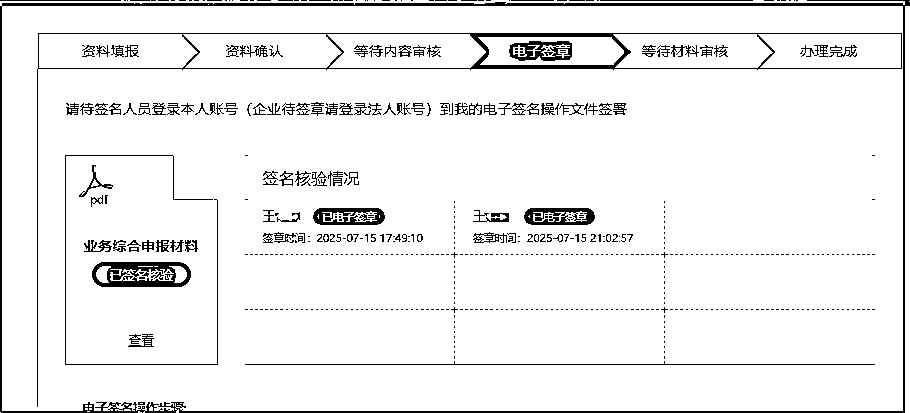 资料填报
资料确认
等待内容审核
电子签章
等待材料审核
办理完成
请待签名人员登录本人账号（企业待签章请登录法人账号）到我的电子签名操作文件签署
pdf
业务综合申报材料
已签名核验
查看
签名核验情况
王 已电子签章
签章时间：2025-07-15 17:49:10
王 已电子签章
签章时间：2025-07-15 21:02:57
电子签名操作步骤